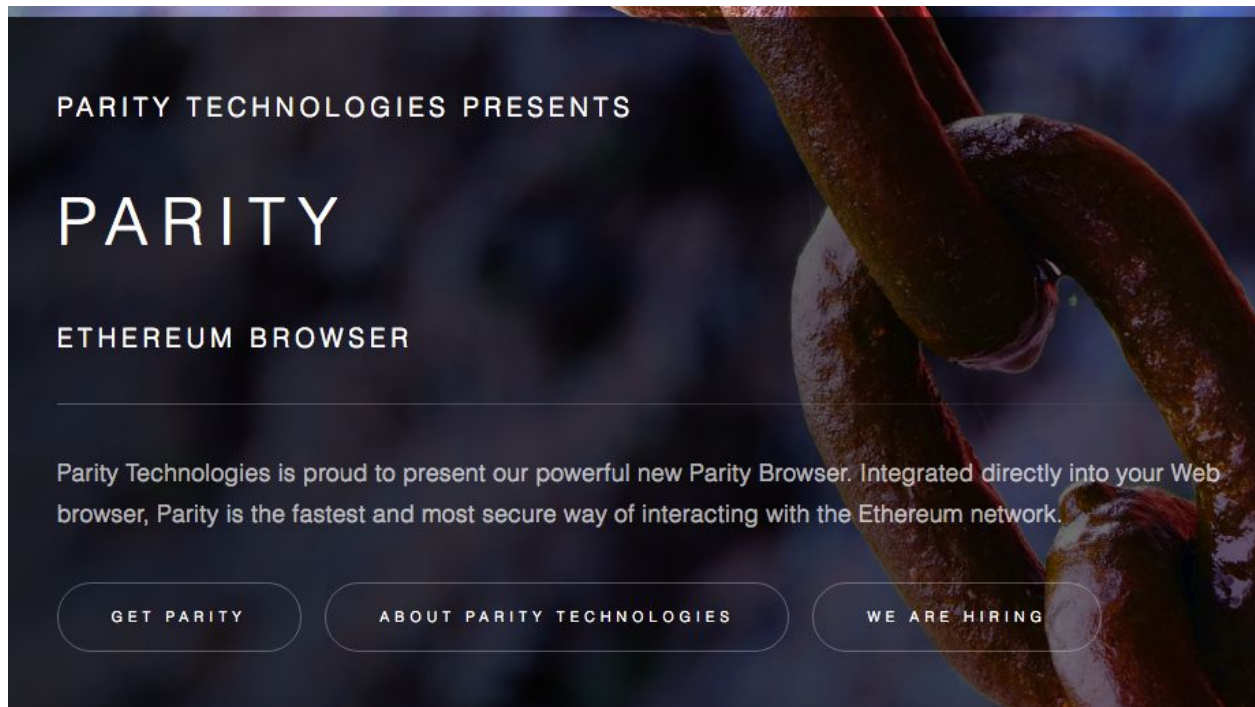 PARITY TECHNOLOGIES PRESENTS
PARITY
ETHEREUM BROWSER
Parity Technologies is proud to present our powerful new Parity Browser. Integrated directly into your Web
browser, Parity is the fastest and most secure way of interacting with the Ethereum network.
GET PARITY
ABOUT PARITY TECHNOLOGIES
WE ARE HIRING